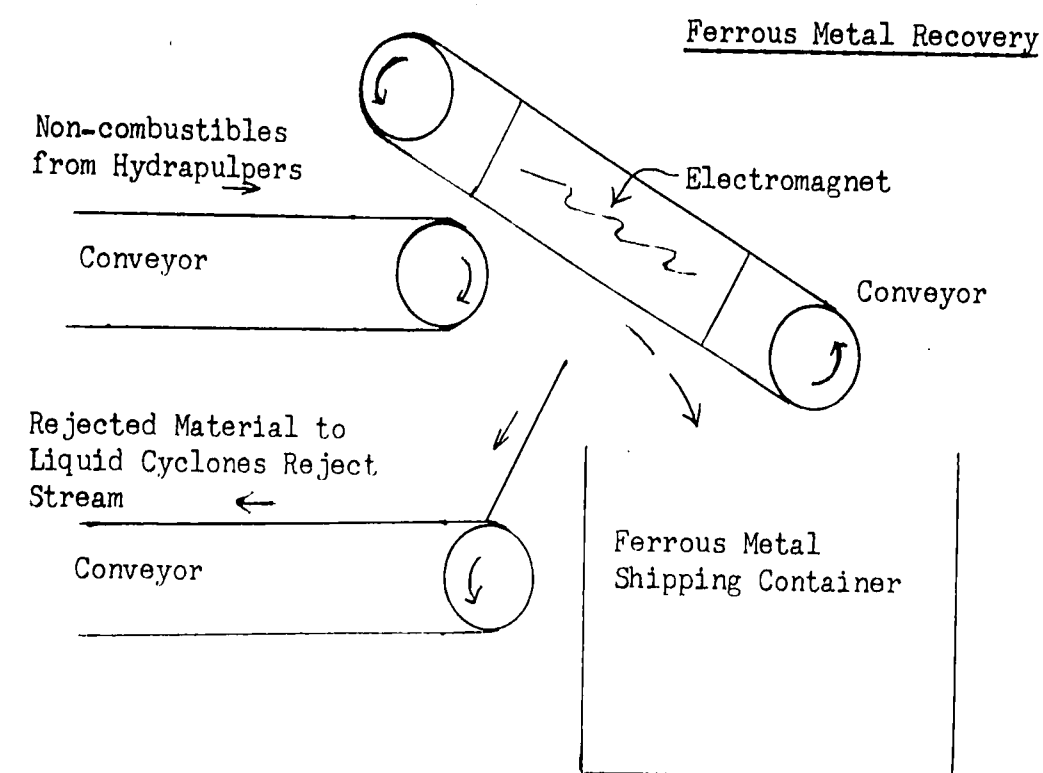 Ferrous Metal Recovery
Non-combustibles
from Hydrapulpers
Electromagnet
Conveyor
Conveyor
Rejected Material to
Liquid Cyclones Reject
Stream
Conveyor
Ferrous Metal
Shipping Container